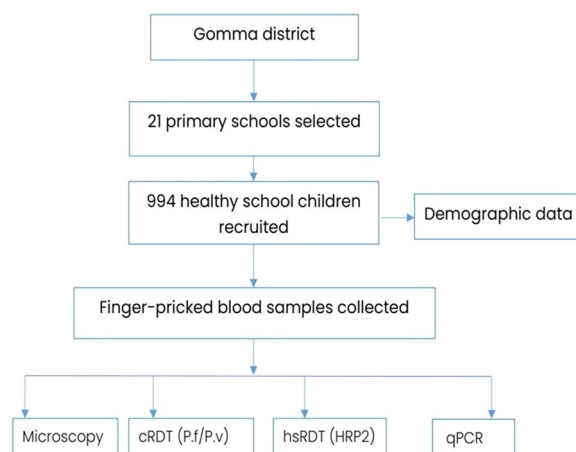 Gomma district
21 primary schools selected
994 healthy school children
recruited
Demographic data
Finger-pricked blood samples collected
Microscopy
cRDT (P.f/P.v)
hsRDT (HRP2)
qPCR